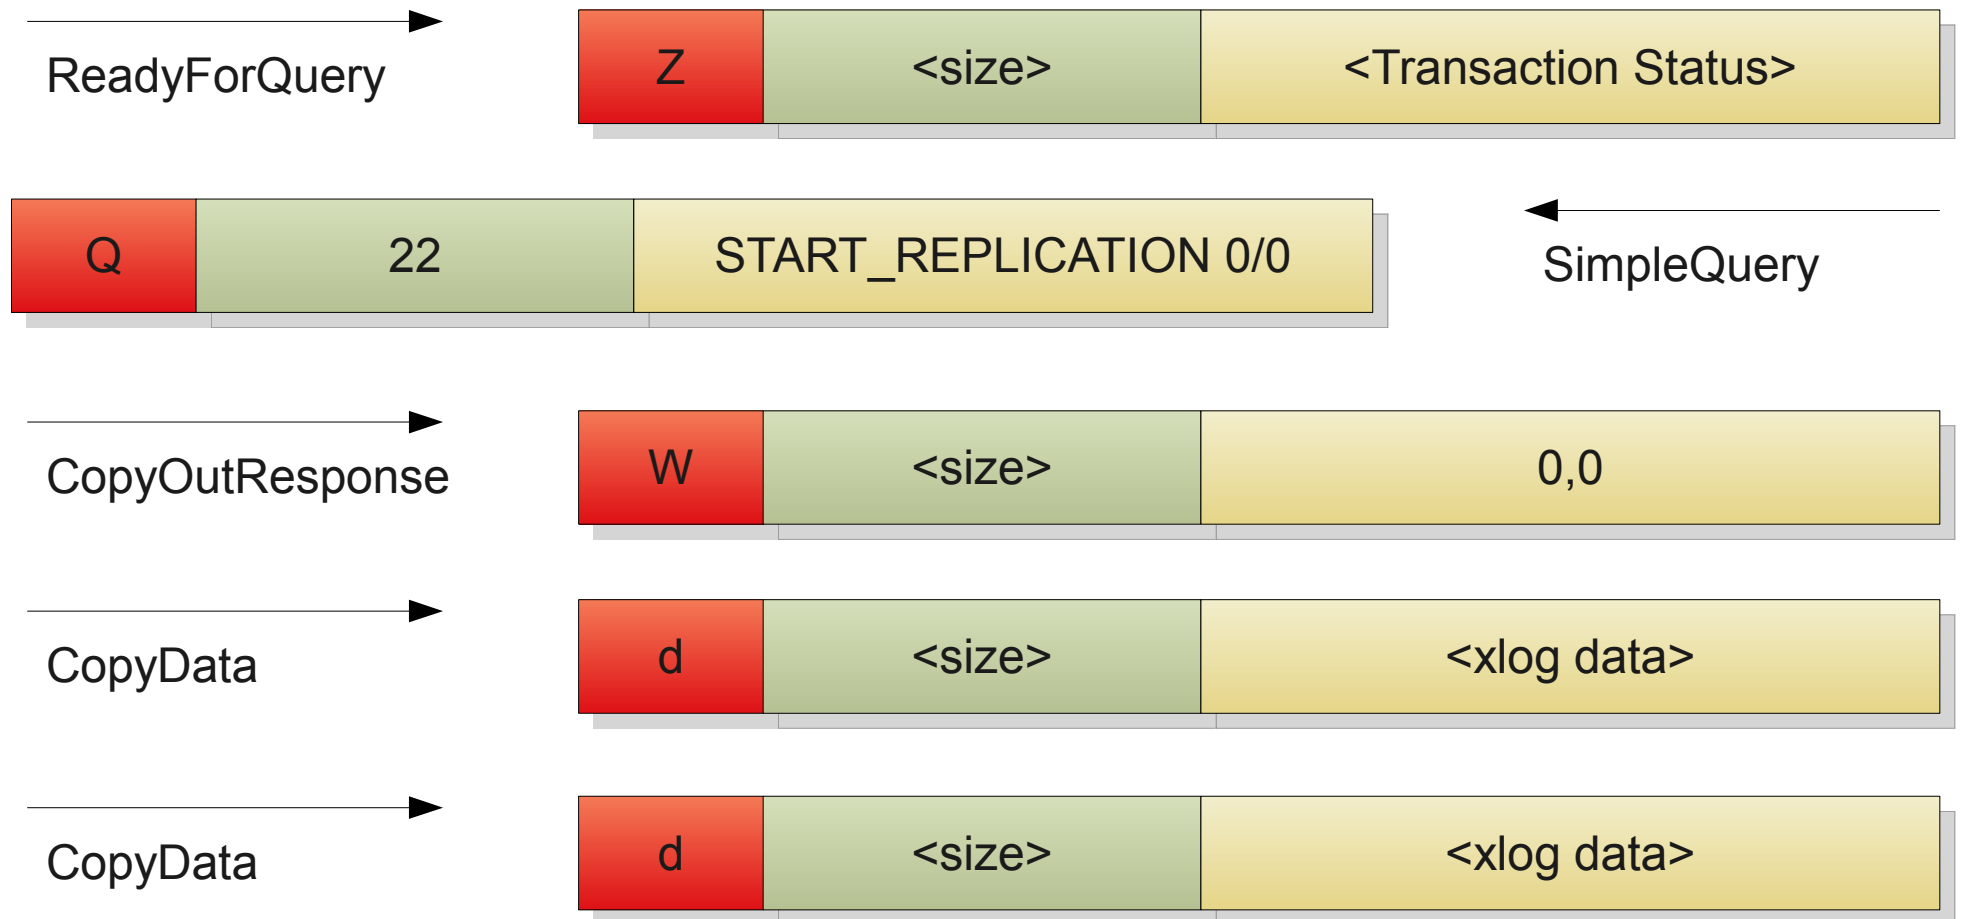 ReadyForQuery Z <size> <Transaction Status>
Q 22 START_REPLICATION 0/0 SimpleQuery
CopyOutResponse W <size> 0,0
CopyData d <size> <xlog data>
CopyData d <size> <xlog data>